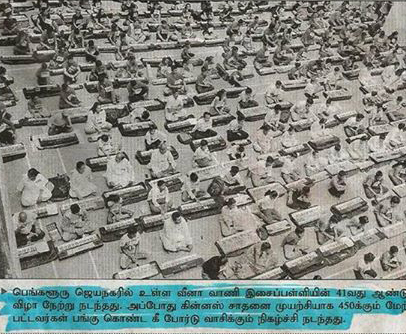 பெங்களூரு ஜெயநகரில் உள்ள வீனா வாணி இசைப்பள்ளியின் 41வது ஆண்டு
விழா நேற்று நடந்தது. அப்போது கின்னஸ் சாதனை முயற்சியாக 450க்கும் மேற்
பட்டவர்கள் பங்கு கொண்ட கீ போர்டு வாசிக்கும் நிகழ்ச்சி நடந்தது